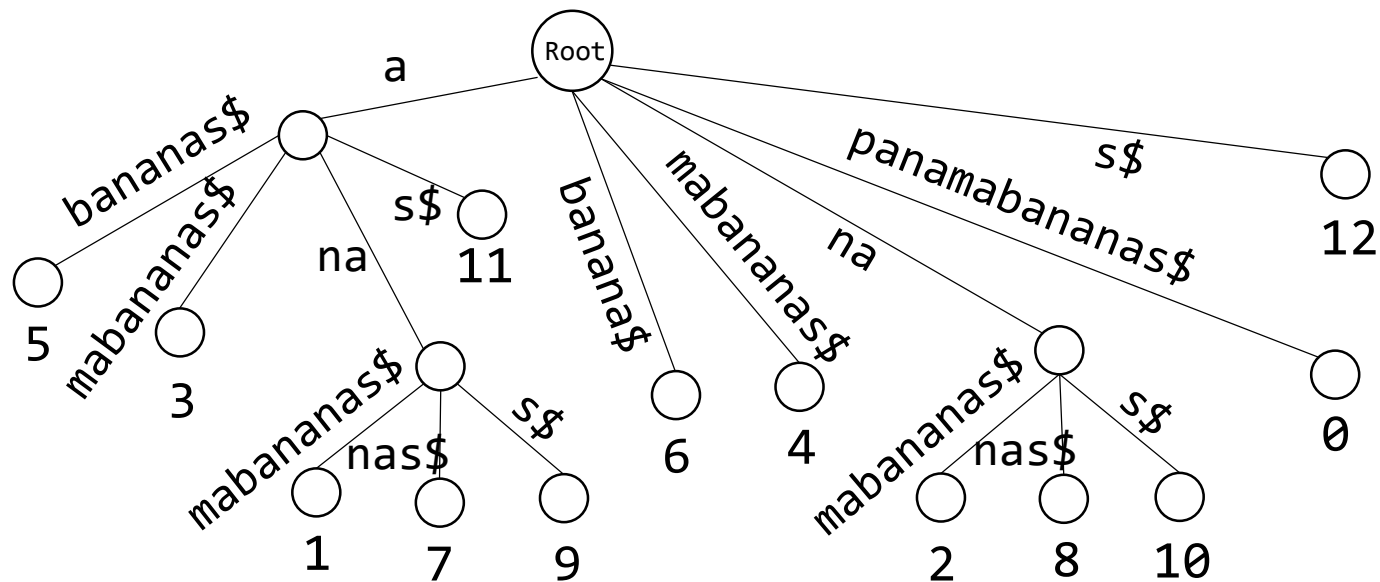 Root
a
bananas$
mabananas$
s$
11
na
5
3
mabananas$
nas$
s$
1
7
9
banana$
6
mabananas$
4
na
mabananas$
nas$
s$
2
8
10
panamabananas$
0
s$
12